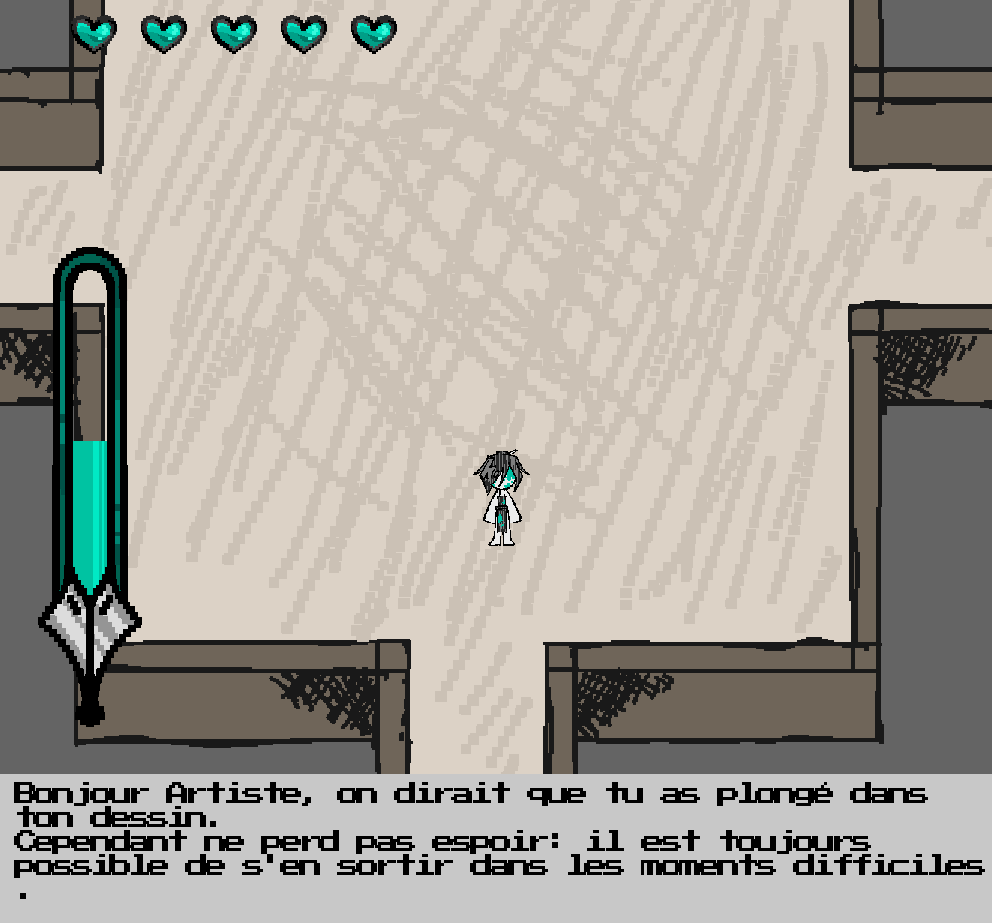 Bonjour Artiste, on dirait que tu as plongé dans
ton dessin.
Cependant ne perd pas espoir: il est toujours
possible de s'en sortir dans les moments difficiles
.